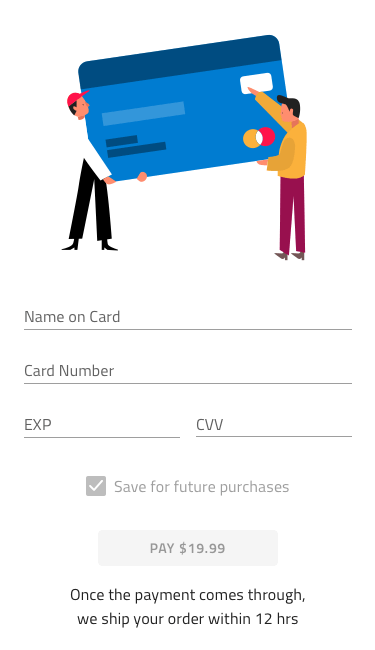 Name on Card
Card Number
EXP
CVV
Save for future purchases
PAY $19.99
Once the payment comes through,
we ship your order within 12 hrs